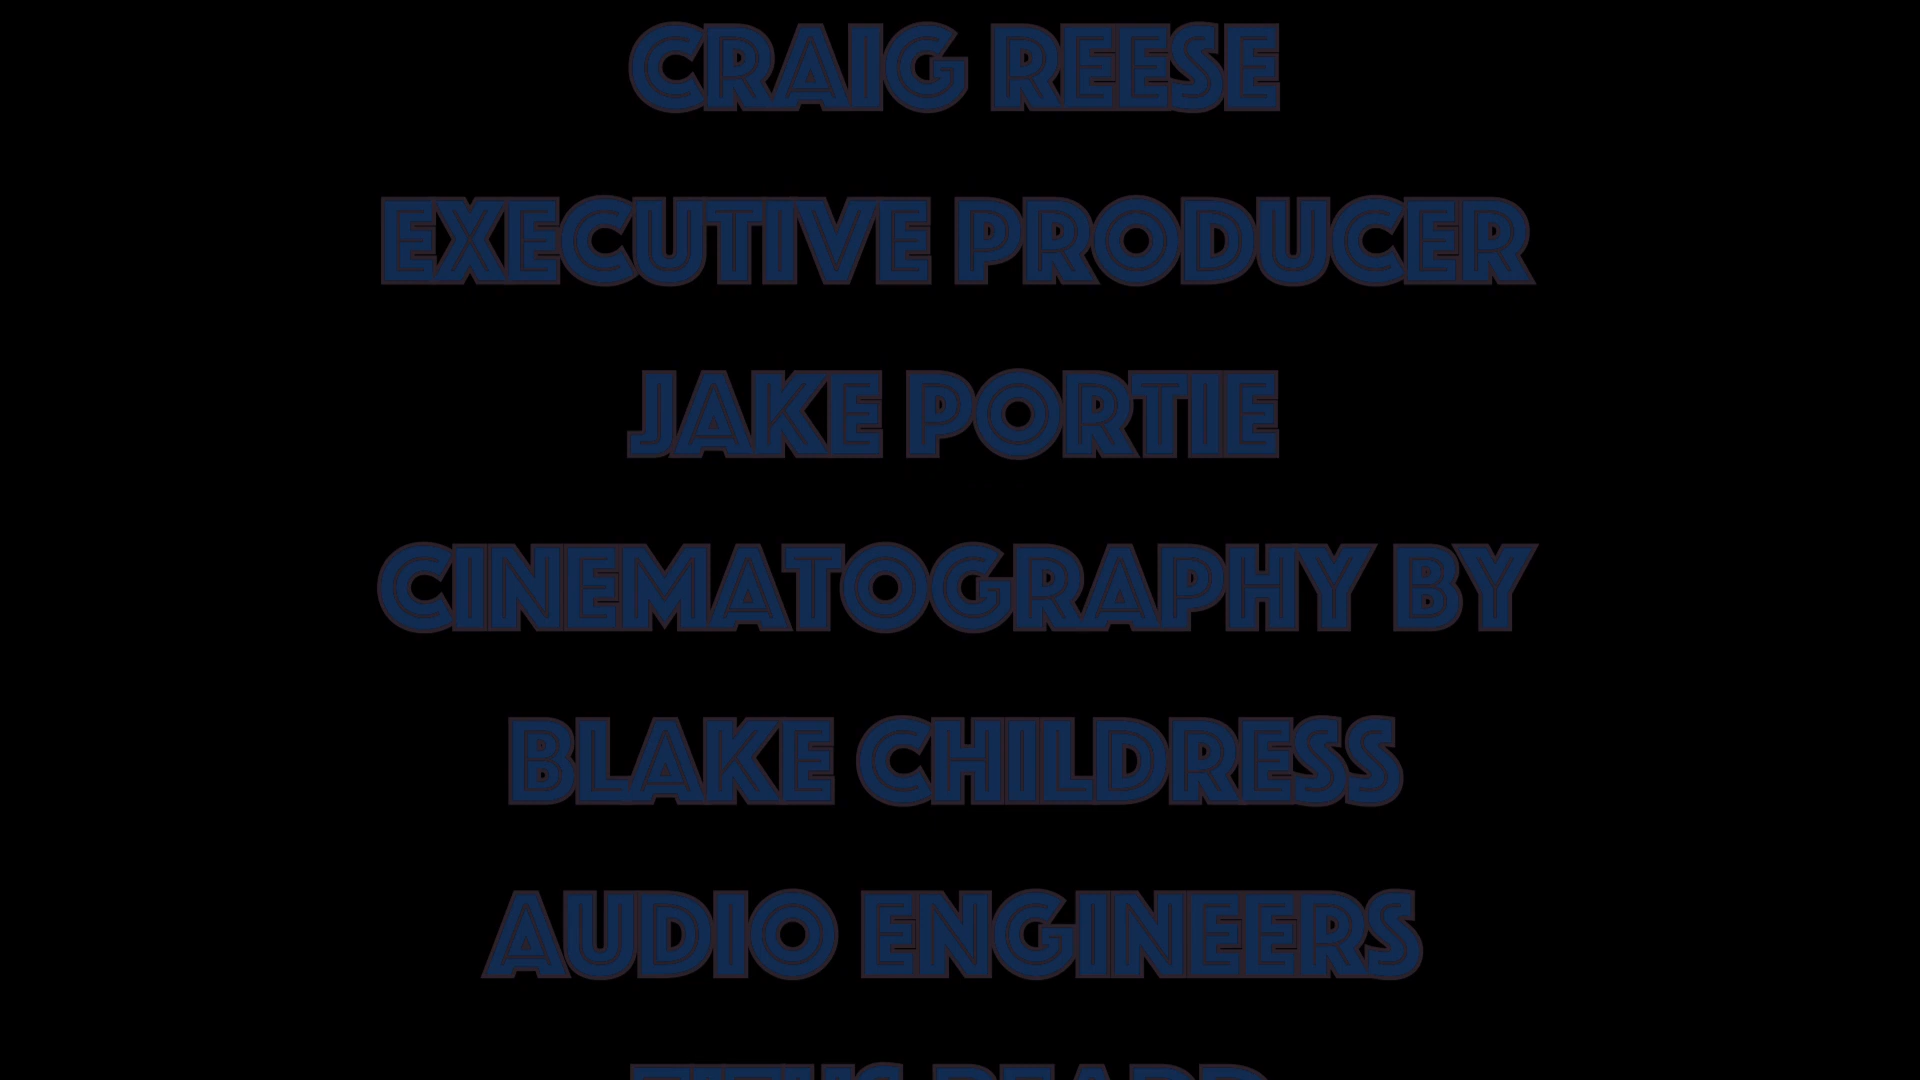 CRAIG REESE
EXECUTIVE PRODUCER
JAKE PORTIE
CINEMATOGRAPHY BY
BLAKE CHILDRESS
AUDIO ENGINEERS